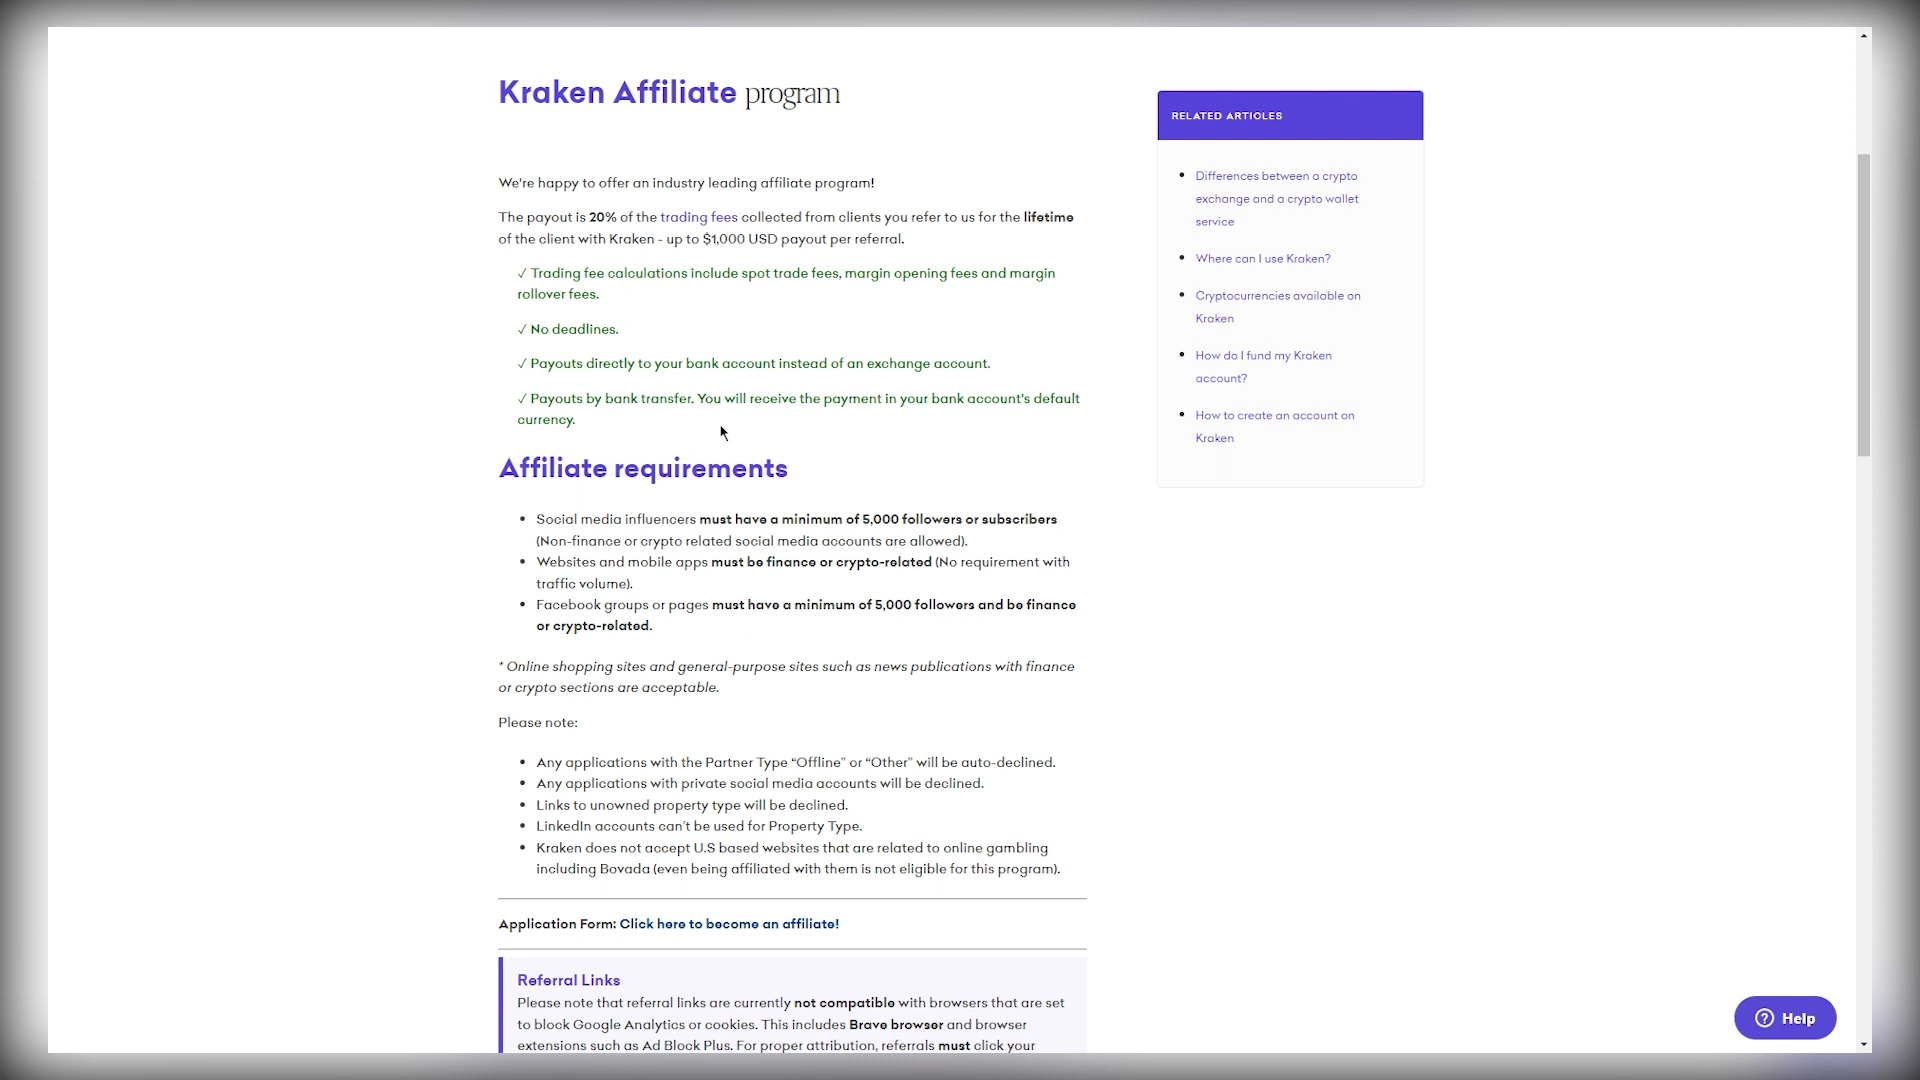 Kraken Affiliate program
We're happy to offer an industry leading affiliate program!
The payout is 20% of the trading fees collected from clients you refer to us for the lifetime
of the client with Kraken - up to $1,000 USD payout per referral.
✓ Trading fee calculations include spot trade fees, margin opening fees and margin
rollover fees.
✓ No deadlines.
✓ Payouts directly to your bank account instead of an exchange account.
✓ Payouts by bank transfer. You will receive the payment in your bank account's default
currency.
Affiliate requirements
• Social media influencers must have a minimum of 5,000 followers or subscribers
(Non-finance or crypto related social media accounts are allowed).
• Websites and mobile apps must be finance or crypto-related (No requirement with
traffic volume).
• Facebook groups or pages must have a minimum of 5,000 followers and be finance
or crypto-related.
* Online shopping sites and general-purpose sites such as news publications with finance
or crypto sections are acceptable.
Please note:
• Any applications with the Partner Type “Offline” or “Other” will be auto-declined.
• Any applications with private social media accounts will be declined.
• Links to unowned property type will be declined.
• LinkedIn accounts can't be used for Property Type.
• Kraken does not accept U.S based websites that are related to online gambling
including Bovada (even being affiliated with them is not eligible for this program).
Application Form: Click here to become an affiliate!
Referral Links
Please note that referral links are currently not compatible with browsers that are set
to block Google Analytics or cookies. This includes Brave browser and browser
extensions such as Ad Block Plus. For proper attribution, referrals must click your
RELATED ARTICLES
• Differences between a crypto
exchange and a crypto wallet
service
• Where can I use Kraken?
• Cryptocurrencies available on
Kraken
• How do I fund my Kraken
account?
• How to create an account on
Kraken
Help